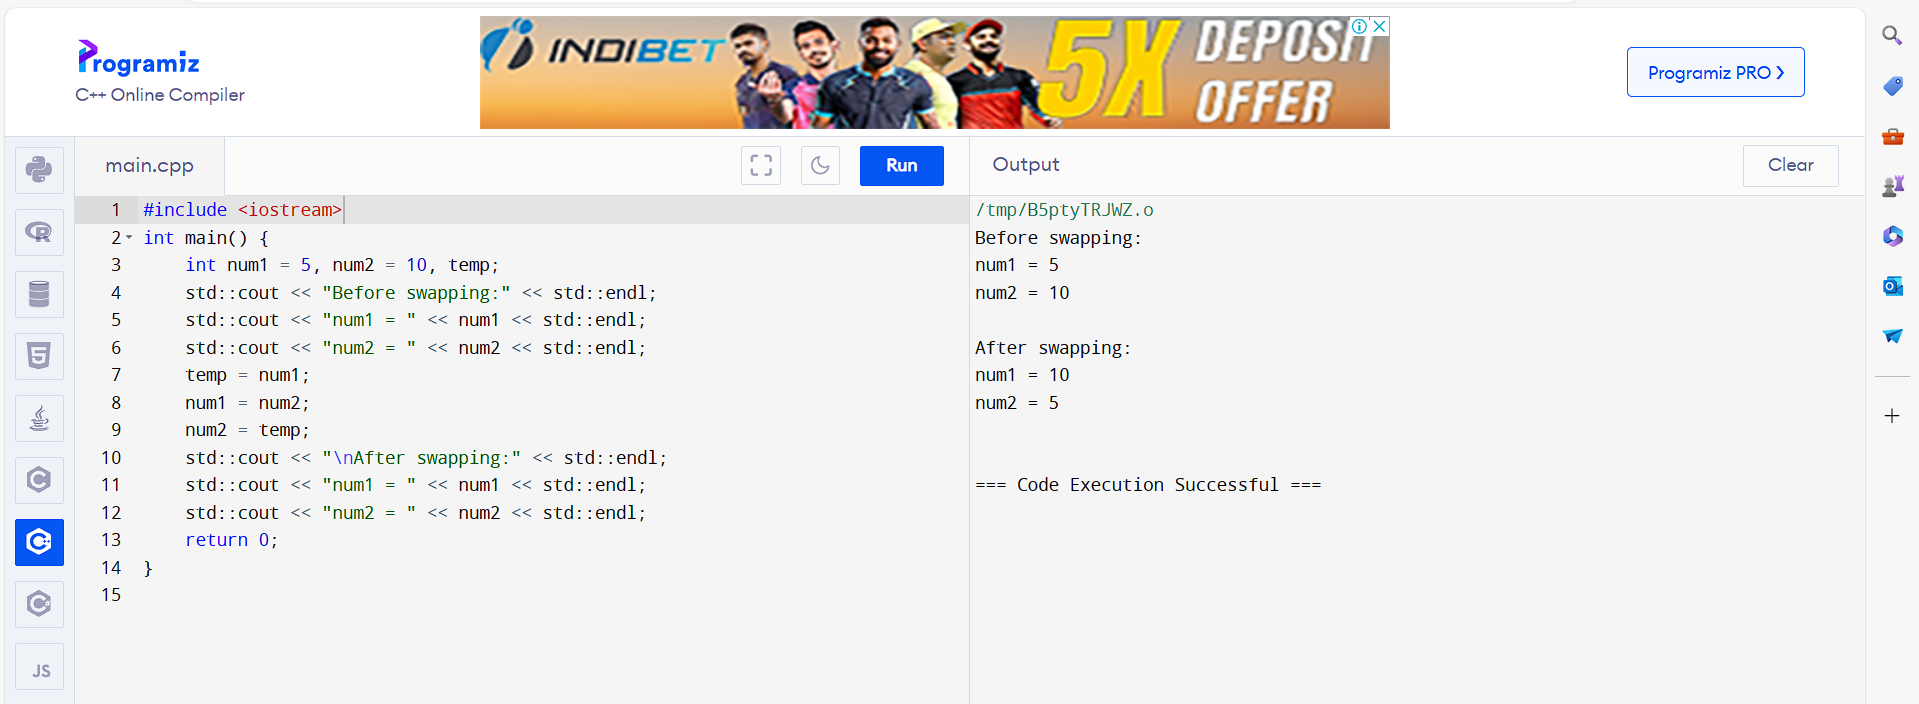 Programiz
C++ Online Compiler
INDIBET
5X
DEPOSIT
OFFER
Programiz PRO ›
main.cpp
Run
Output
Clear
1 #include <iostream>
2 int main() {
3     int num1 = 5, num2 = 10, temp;
4     std::cout << "Before swapping:" << std::endl;
5     std::cout << "num1 = " << num1 << std::endl;
6     std::cout << "num2 = " << num2 << std::endl;
7     temp = num1;
8     num1 = num2;
9     num2 = temp;
10     std::cout << "\nAfter swapping:" << std::endl;
11     std::cout << "num1 = " << num1 << std::endl;
12     std::cout << "num2 = " << num2 << std::endl;
13     return 0;
14 }
15
/tmp/B5ptyTRJWZ.o
Before swapping:
num1 = 5
num2 = 10
After swapping:
num1 = 10
num2 = 5
=== Code Execution Successful ===
R
5
C
C+
C#
JS